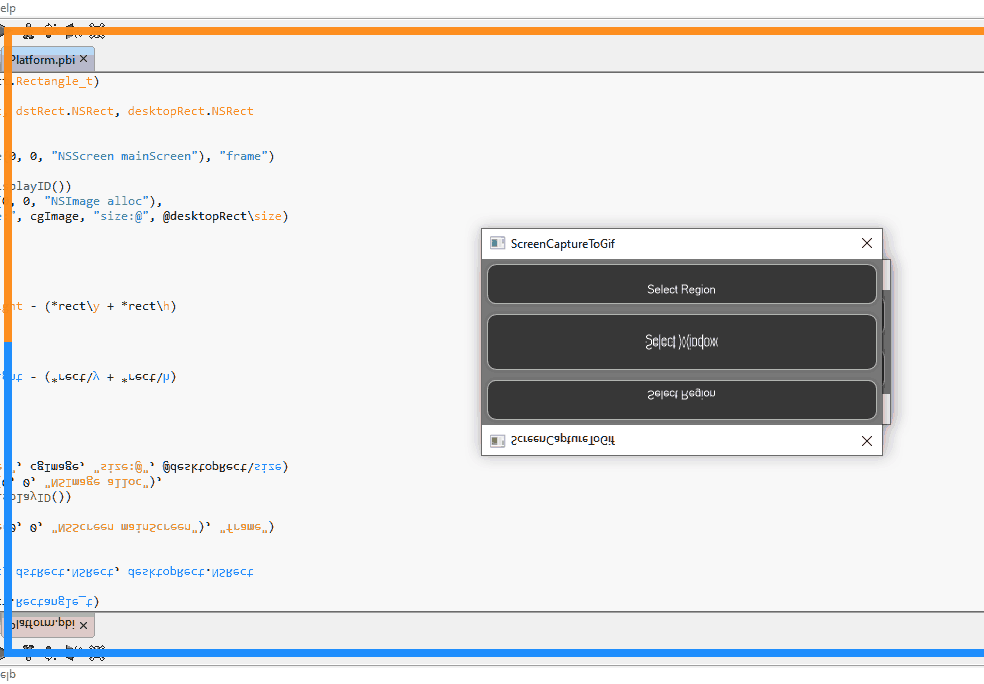 elp
Platform.pbi
.Rectangle_t)
, dstRect.NSRect, desktopRect.NSRect
0, 0, "NSScreen mainScreen"), "frame")
playID())
, 0, "NSImage alloc"),
", cgImage, "size:@", @desktopRect\size)
ScreenCaptureToGif
Select Region
ht - (*rect\y + *rect\h)
Select Window
ht - (*rect\y + *rect\h)
Select Region
ScreenCaptureToGif
", cgImage, "size:@", @desktopRect\size)
, 0, "NSImage alloc"),
playID())
0, 0, "NSScreen mainScreen"), "frame")
, dstRect.NSRect, desktopRect.NSRect
.Rectangle_t)
Platform.pbi
elp